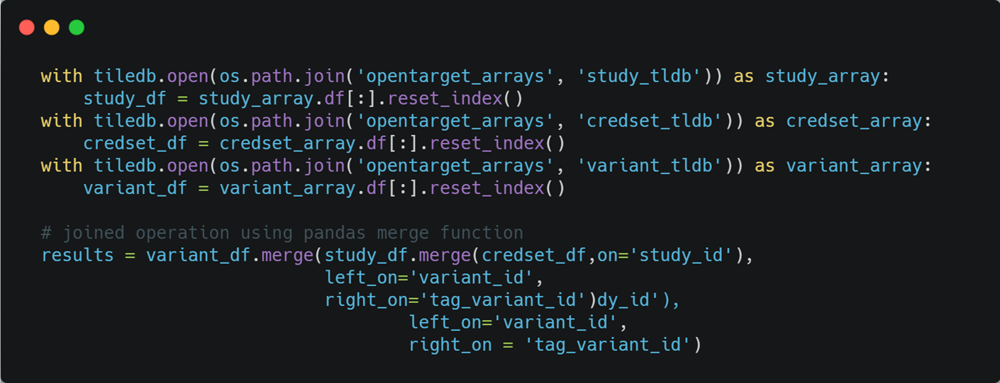 with tiledb.open(os.path.join('opentarget_arrays', 'study_tldb')) as study_array:
    study_df = study_array.df[:].reset_index()
with tiledb.open(os.path.join('opentarget_arrays', 'credset_tldb')) as credset_array:
    credset_df = credset_array.df[:].reset_index()
with tiledb.open(os.path.join('opentarget_arrays', 'variant_tldb')) as variant_array:
    variant_df = variant_array.df[:].reset_index()

# joined operation using pandas merge function
results = variant_df.merge(study_df.merge(credset_df,on='study_id'),
                           left_on='variant_id',
                           right_on='tag_variant_id')dy_id'),
                                   left_on='variant_id',
                                   right_on = 'tag_variant_id')